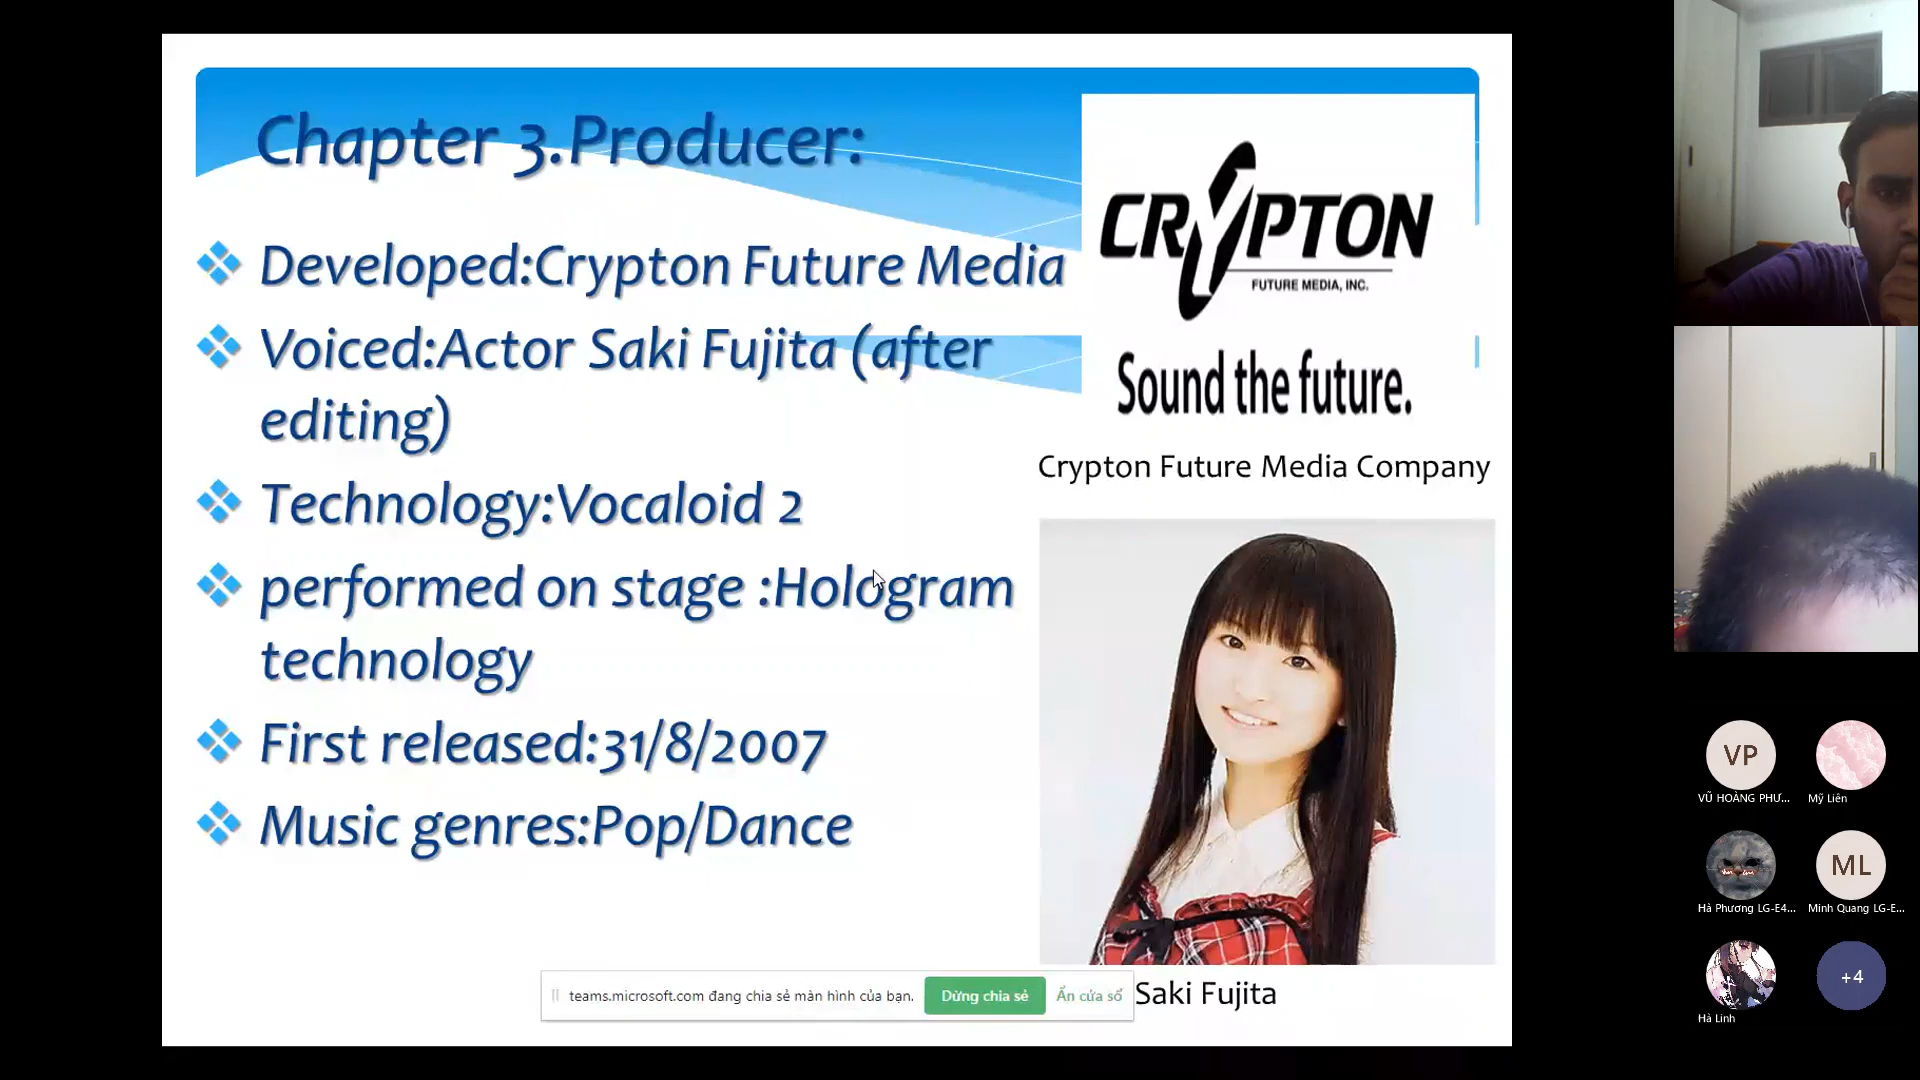 Chapter 3.Producer:
Developed:Crypton Future Media
Voiced:Actor Saki Fujita (after
editing)
Technology:Vocaloid 2
performed on stage :Hologram
technology
First released:31/8/2007
Music genres:Pop/Dance
CRYPTON
FUTURE MEDIA, INC.
Sound the future.
Crypton Future Media Company
Saki Fujita
teams.microsoft.com đang chia sẻ màn hình của bạn.
Dừng chia sẻ
Ẩn cửa sổ
VP
VŨ HOÀNG PHƯ...
Mỹ Liên
Hà Phương LG-E4...
ML
Minh Quang LG-E...
Hà Linh
+4